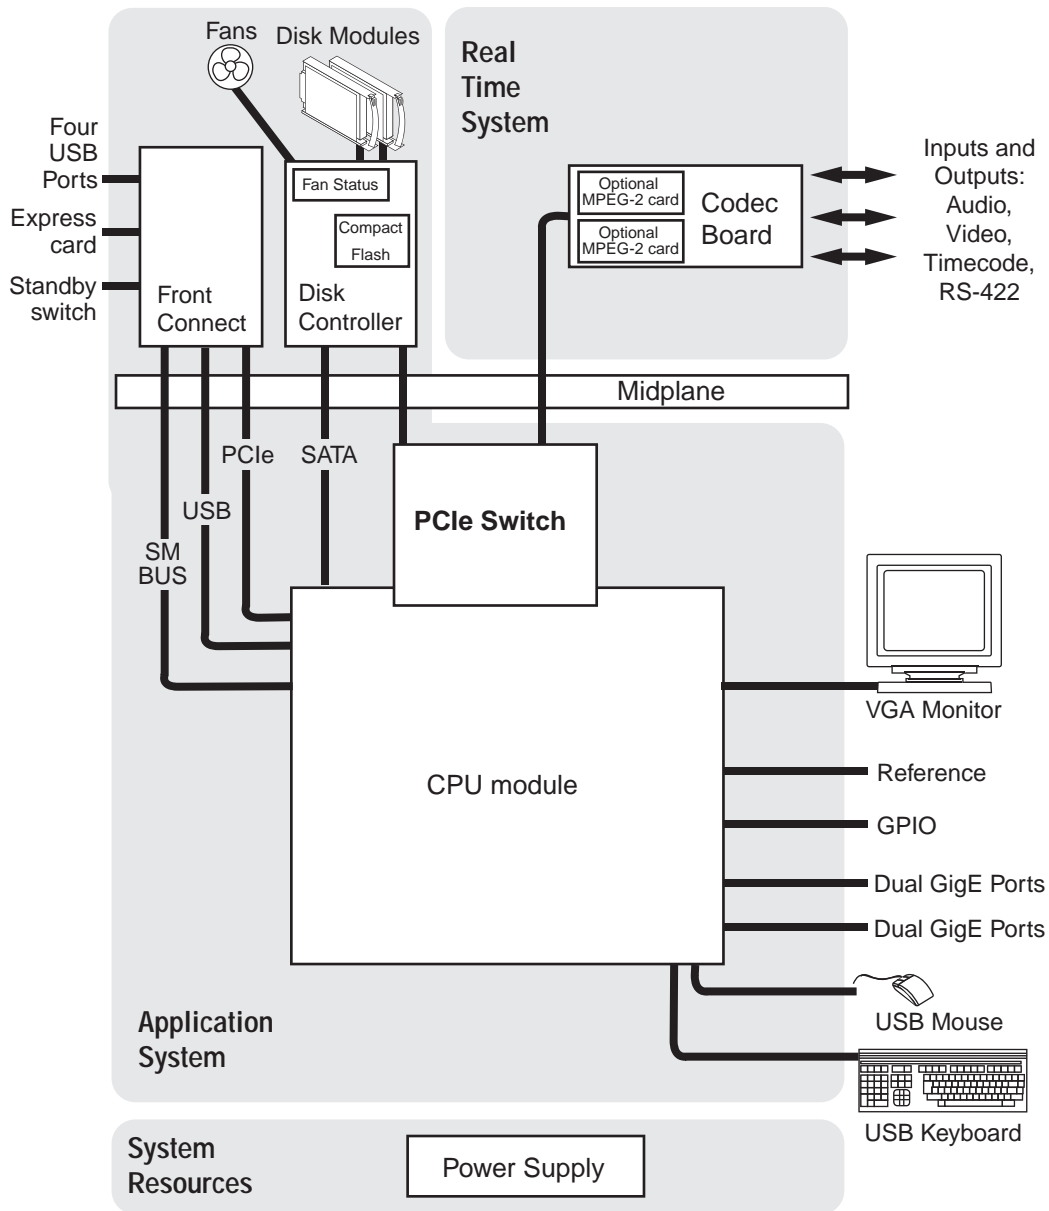 Fans
Disk Modules
Real
Time
System
Four
USB
Ports
Express
card
Standby
switch
Fan Status
Compact
Flash
Front
Connect
Disk
Controller
Optional
MPEG-2 card
Optional
MPEG-2 card
Codec
Board
Inputs and
Outputs:
Audio,
Video,
Timecode,
RS-422
Midplane
PCIe
SATA
USB
SM
BUS
PCIe Switch
CPU module
VGA Monitor
Reference
GPIO
Dual GigE Ports
Dual GigE Ports
USB Mouse
USB Keyboard
Application
System
System
Resources
Power Supply